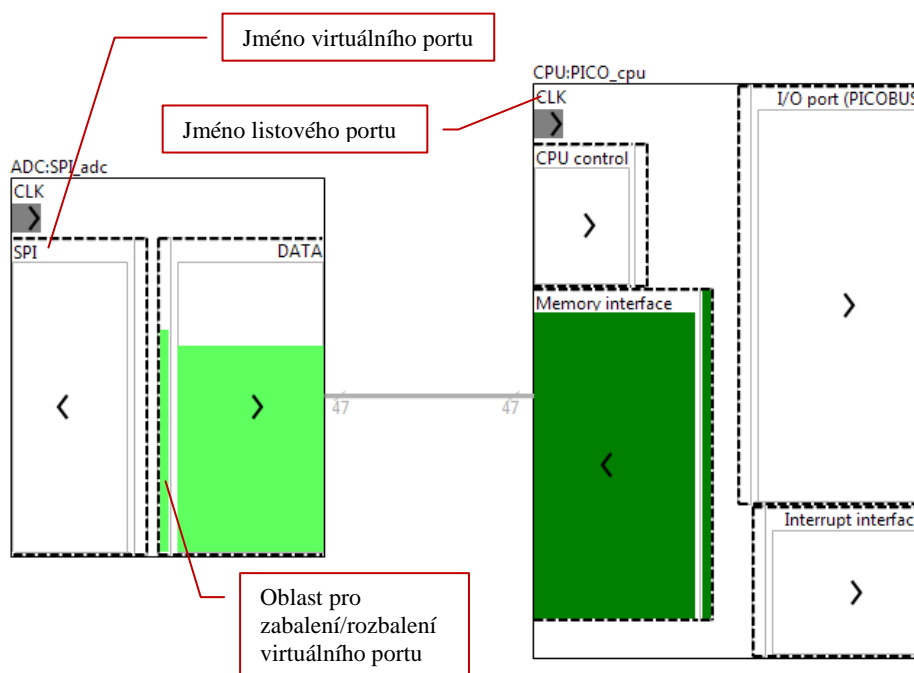 Jméno virtuálního portu
CPU:PICO_cpu
CLK
I/O port (PICOBUS
Jméno listového portu
CPU control
ADC:SPI_adc
CLK
SPI
DATA
Memory interface
47
47
Interrupt interfac
Oblast pro
zabalení/rozbalení
virtuálního portu